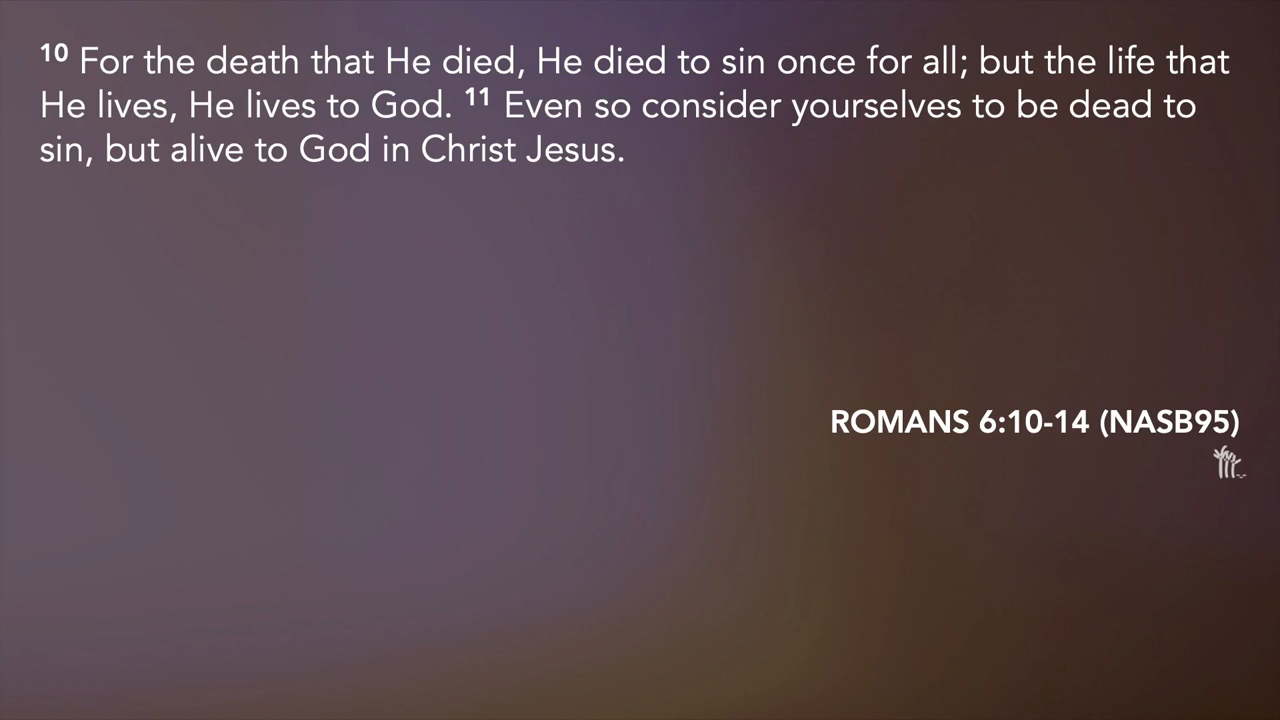 10 For the death that He died, He died to sin once for all; but the life that
He lives, He lives to God. 11 Even so consider yourselves to be dead to
sin, but alive to God in Christ Jesus.
ROMANS 6:10-14 (NASB95)